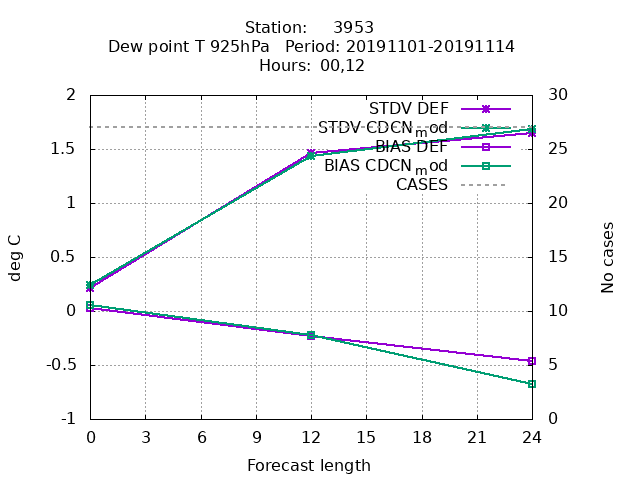 Station: 3953
Dew point T 925hPa Period: 20191101-20191114
Hours: 00,12
2
1.5
1
0.5
0
-0.5
-1
30
25
20
15
10
5
0
STDV DEF
STDV CDCN_mod
BIAS DEF
BIAS CDCN_mod
CASES
deg C
No cases
0 3 6 9 12 15 18 21 24
Forecast length